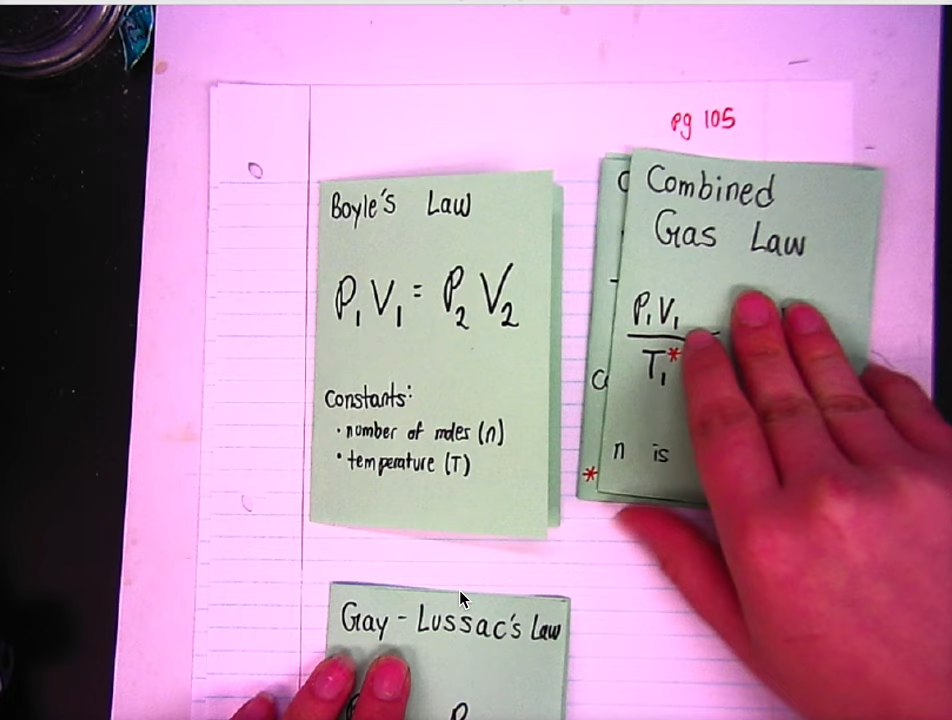 pg 105
Boyle's Law
P₁V₁ = P₂V₂
Constants:
• number of moles (n)
• temperature (T)
Combined
Gas Law
P₁V₁
T₁*
n is
*
Gay-Lussac's Law